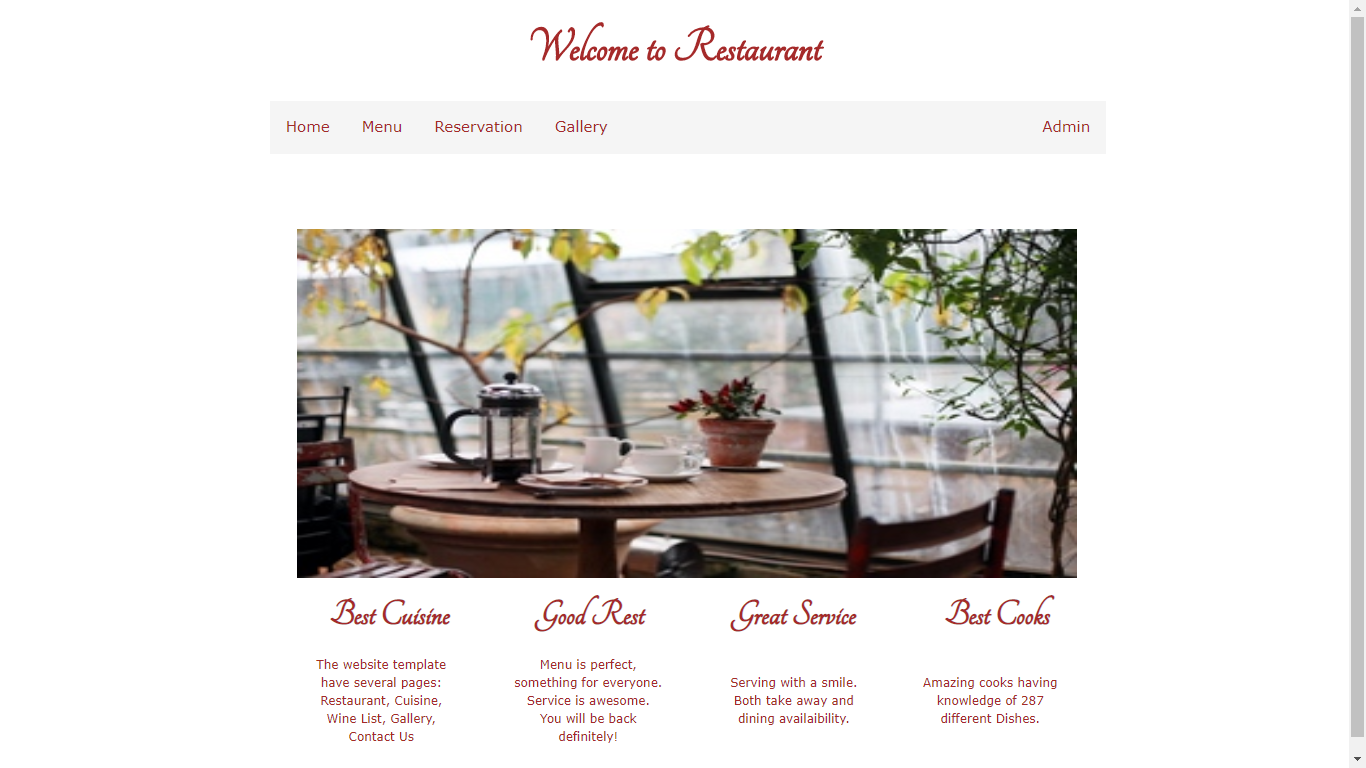 Welcome to Restaurant
Home Menu Reservation Gallery Admin
Best Cuisine
The website template
have several pages:
Restaurant, Cuisine,
Wine List, Gallery,
Contact Us
Good Rest
Menu is perfect,
something for everyone.
Service is awesome.
You will be back
definitely!
Great Service
Serving with a smile.
Both take away and
dining availaibility.
Best Cooks
Amazing cooks having
knowledge of 287
different Dishes.